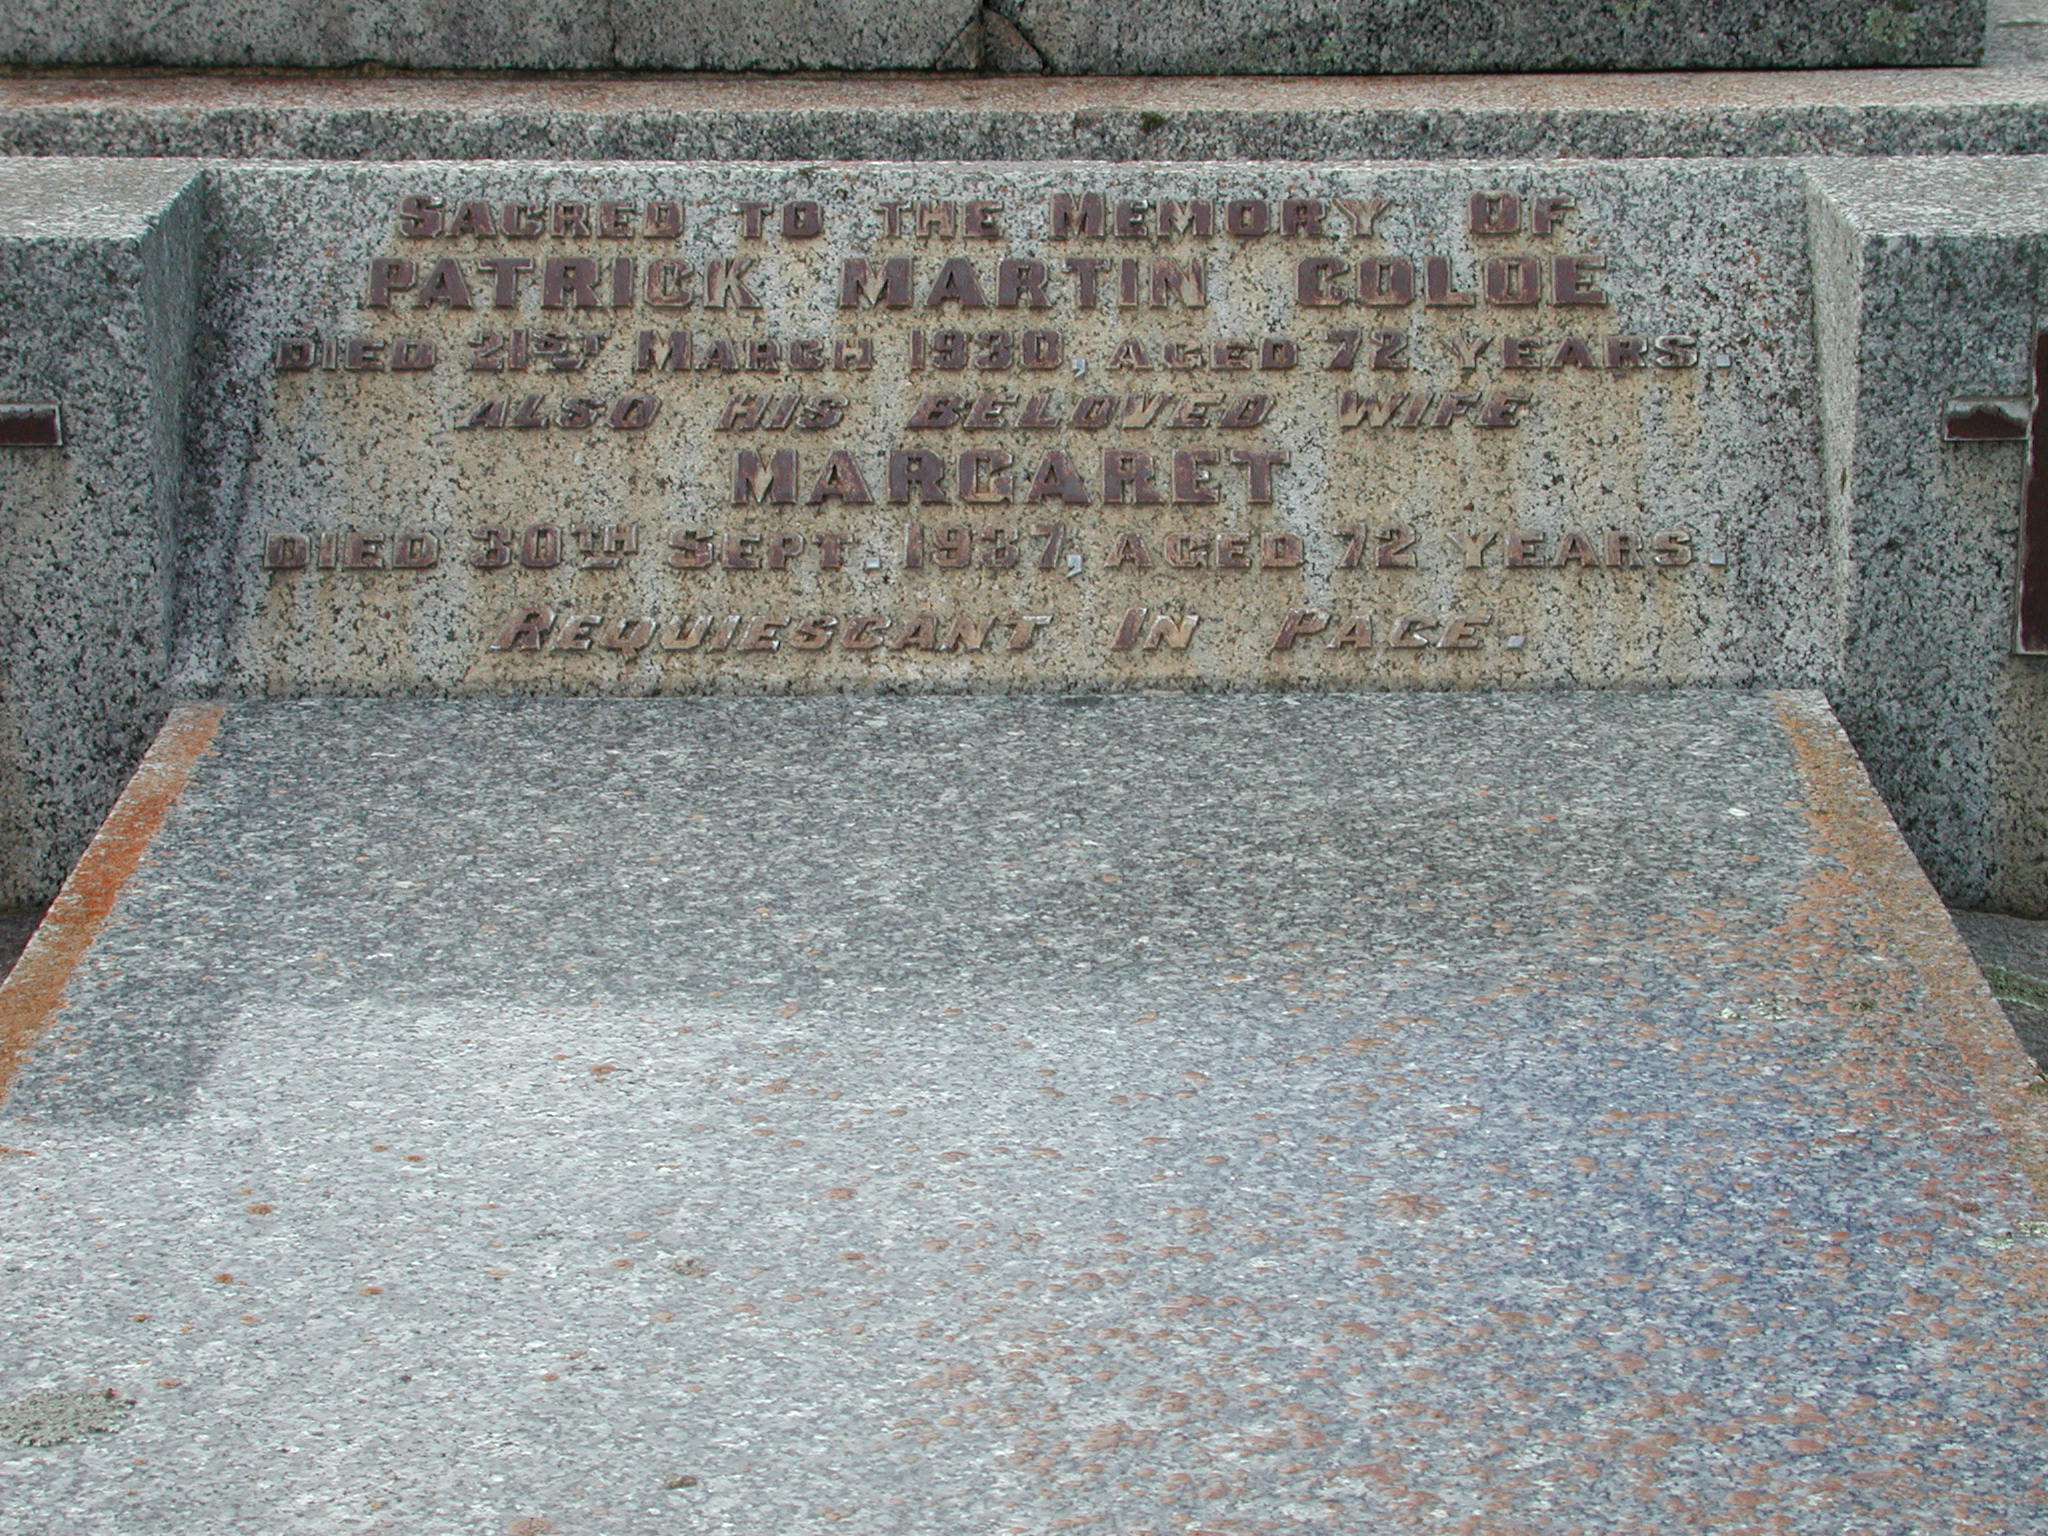 SACRED TO THE MEMORY OF
PATRICK MARTIN COLOE
DIED 21ST MARCH 1930, AGED 72 YEARS.
ALSO HIS BELOVED WIFE
MARGARET
DIED 30TH SEPT. 1937, AGED 72 YEARS.
REQUIESCANT IN PACE.